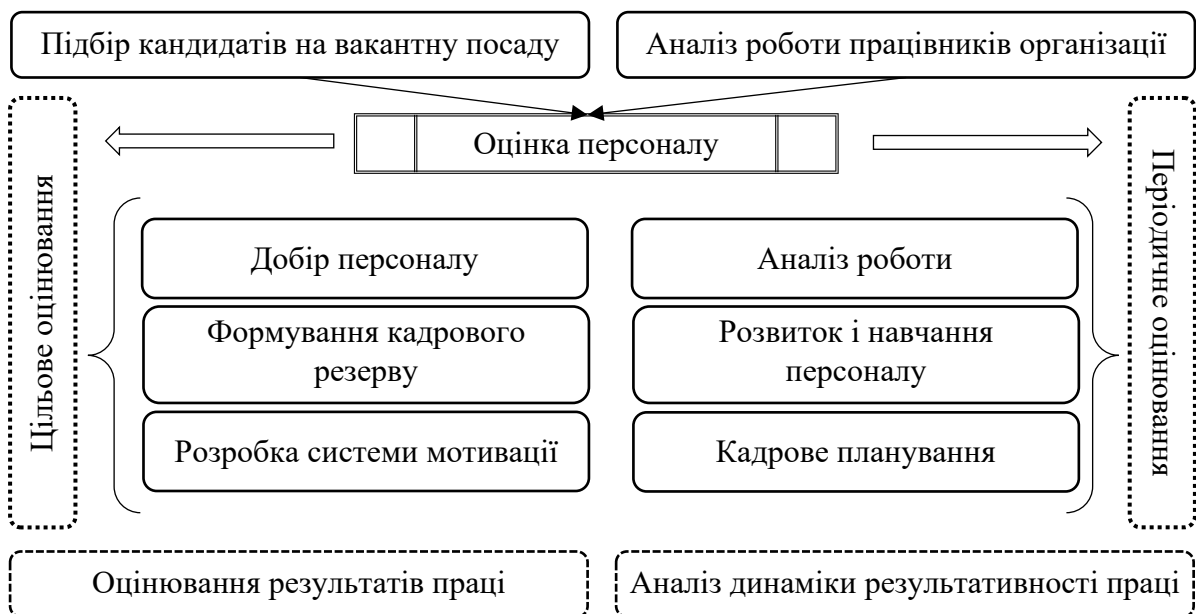 Підбір кандидатів на вакантну посаду
Аналіз роботи працівників організації
Оцінка персоналу
Цільове оцінювання
Добір персоналу
Формування кадрового
резерву
Розробка системи мотивації
Аналіз роботи
Розвиток і навчання
персоналу
Кадрове планування
Періодичне оцінювання
Оцінювання результатів праці
Аналіз динаміки результативності праці